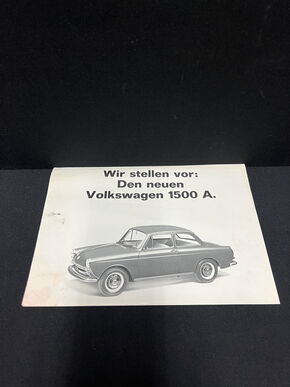 Wir stellen vor:
Den neuen
Volkswagen 1500 A.